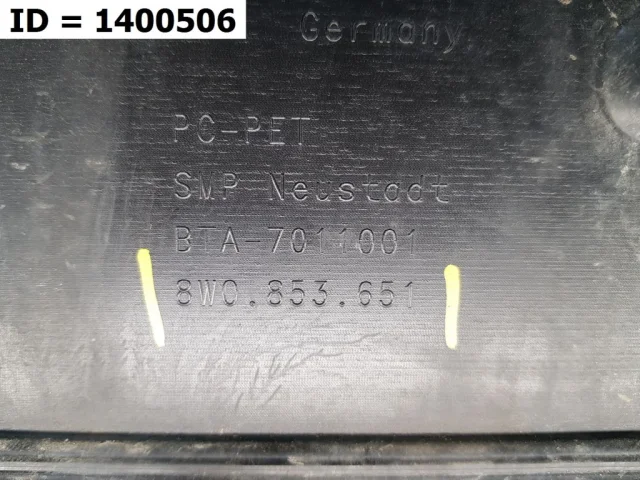 ID = 1400506
Germany
PC-PET
SMP Neustadt
BTA-7011001
8W0.853.651